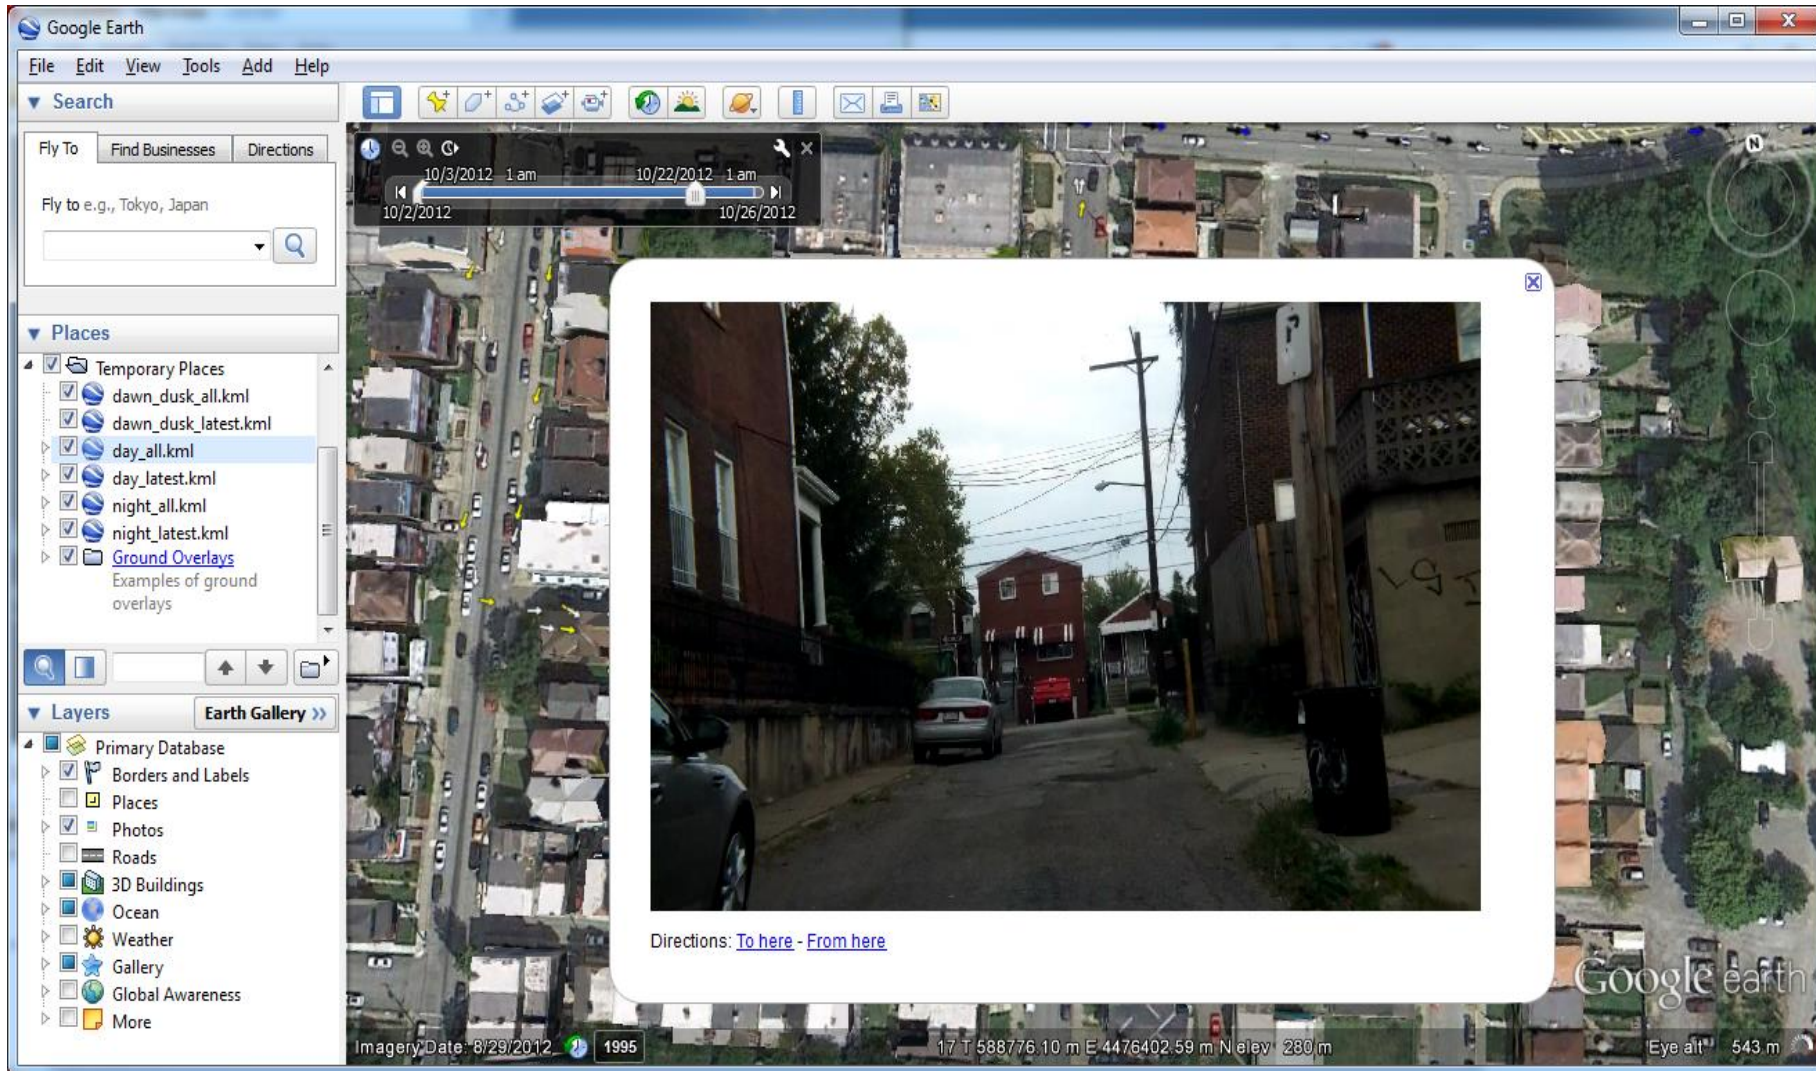 Google Earth
File Edit View Tools Add Help
Search
Fly To Find Businesses Directions
Fly to e.g., Tokyo, Japan
Places
Temporary Places
dawn_dusk_all.kml
dawn_dusk_latest.kml
day_all.kml
day_latest.kml
night_all.kml
night_latest.kml
Ground Overlays
Examples of ground
overlays
Layers Earth Gallery »
Primary Database
Borders and Labels
Places
Photos
Roads
3D Buildings
Ocean
Weather
Gallery
Global Awareness
More
10/3/2012 1 am 10/22/2012 1 am
10/2/2012 10/26/2012
N
Directions: To here - From here
Google earth
Imagery Date: 8/29/2012 1995 17 T 588776.10 m E 4476402.59 m N elev 280 m Eye alt 543 m